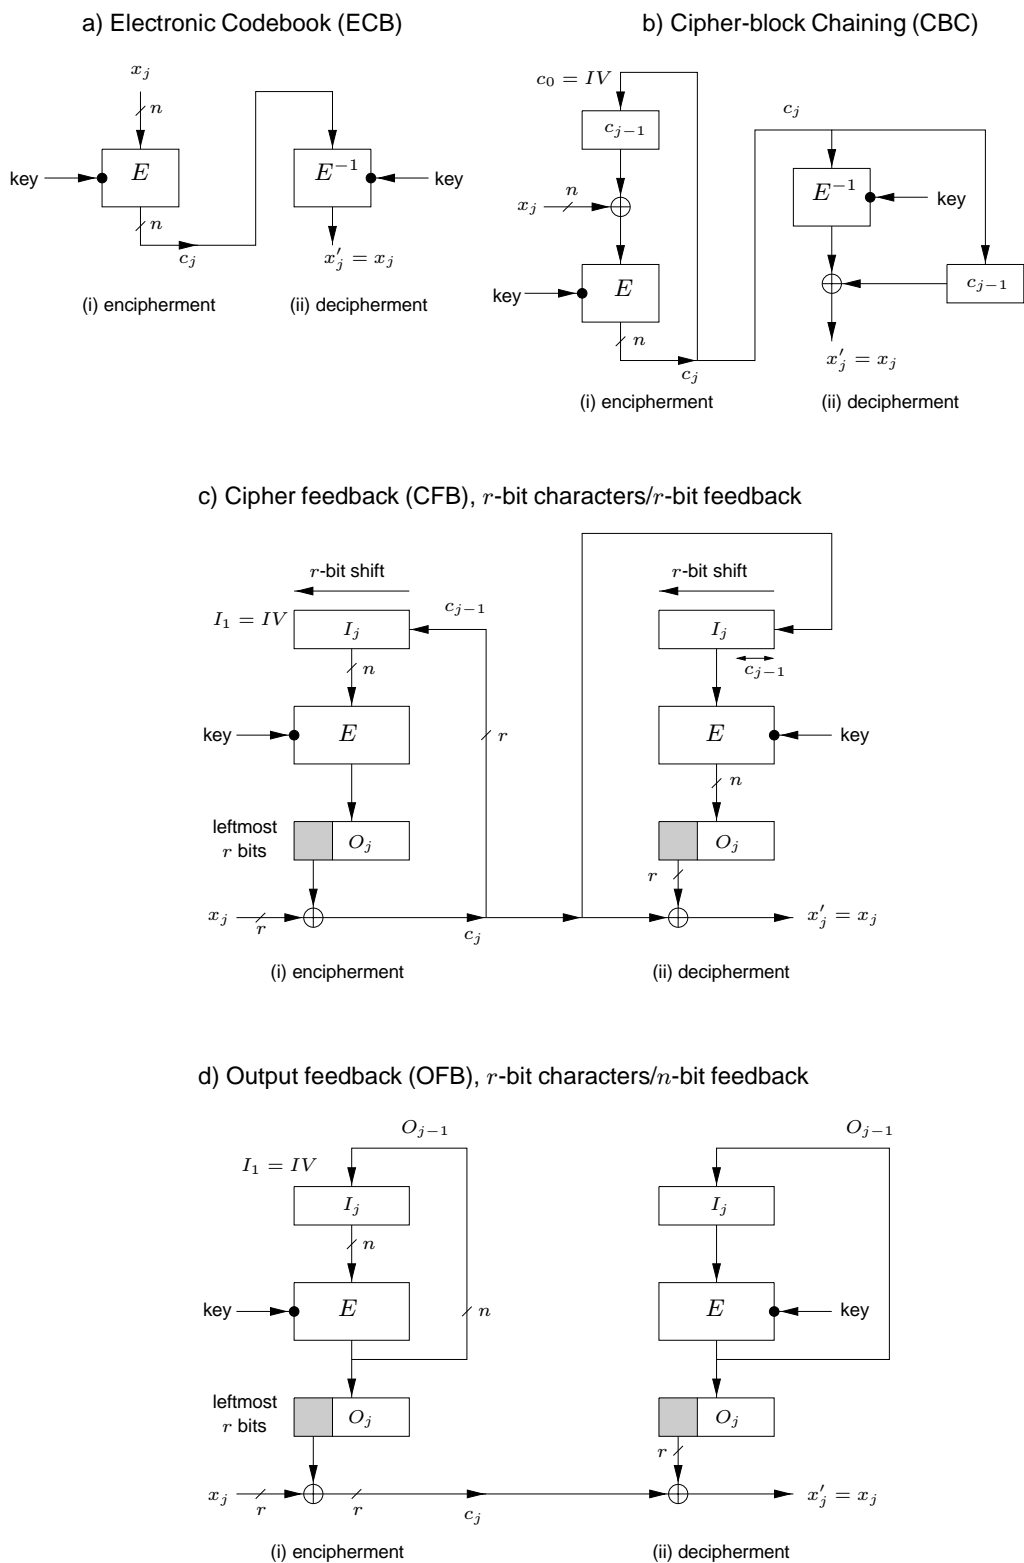 a) Electronic Codebook (ECB)
x_j
n
key
E
n
c_j
E^{-1}
key
x'_j = x_j
(i) encipherment
(ii) decipherment
b) Cipher-block Chaining (CBC)
c_0 = IV
c_{j-1}
x_j
n
key
E
n
c_j
(i) encipherment
c_j
E^{-1}
key
c_{j-1}
x'_j = x_j
(ii) decipherment
c) Cipher feedback (CFB), r-bit characters/r-bit feedback
r-bit shift
I_1 = IV
I_j
c_{j-1}
n
key
E
r
leftmost
r bits
O_j
x_j
r
c_j
(i) encipherment
r-bit shift
I_j
c_{j-1}
E
key
n
O_j
r
x'_j = x_j
(ii) decipherment
d) Output feedback (OFB), r-bit characters/n-bit feedback
O_{j-1}
I_1 = IV
I_j
n
key
E
n
leftmost
r bits
O_j
x_j
r
r
c_j
(i) encipherment
O_{j-1}
I_j
E
key
O_j
r
x'_j = x_j
(ii) decipherment